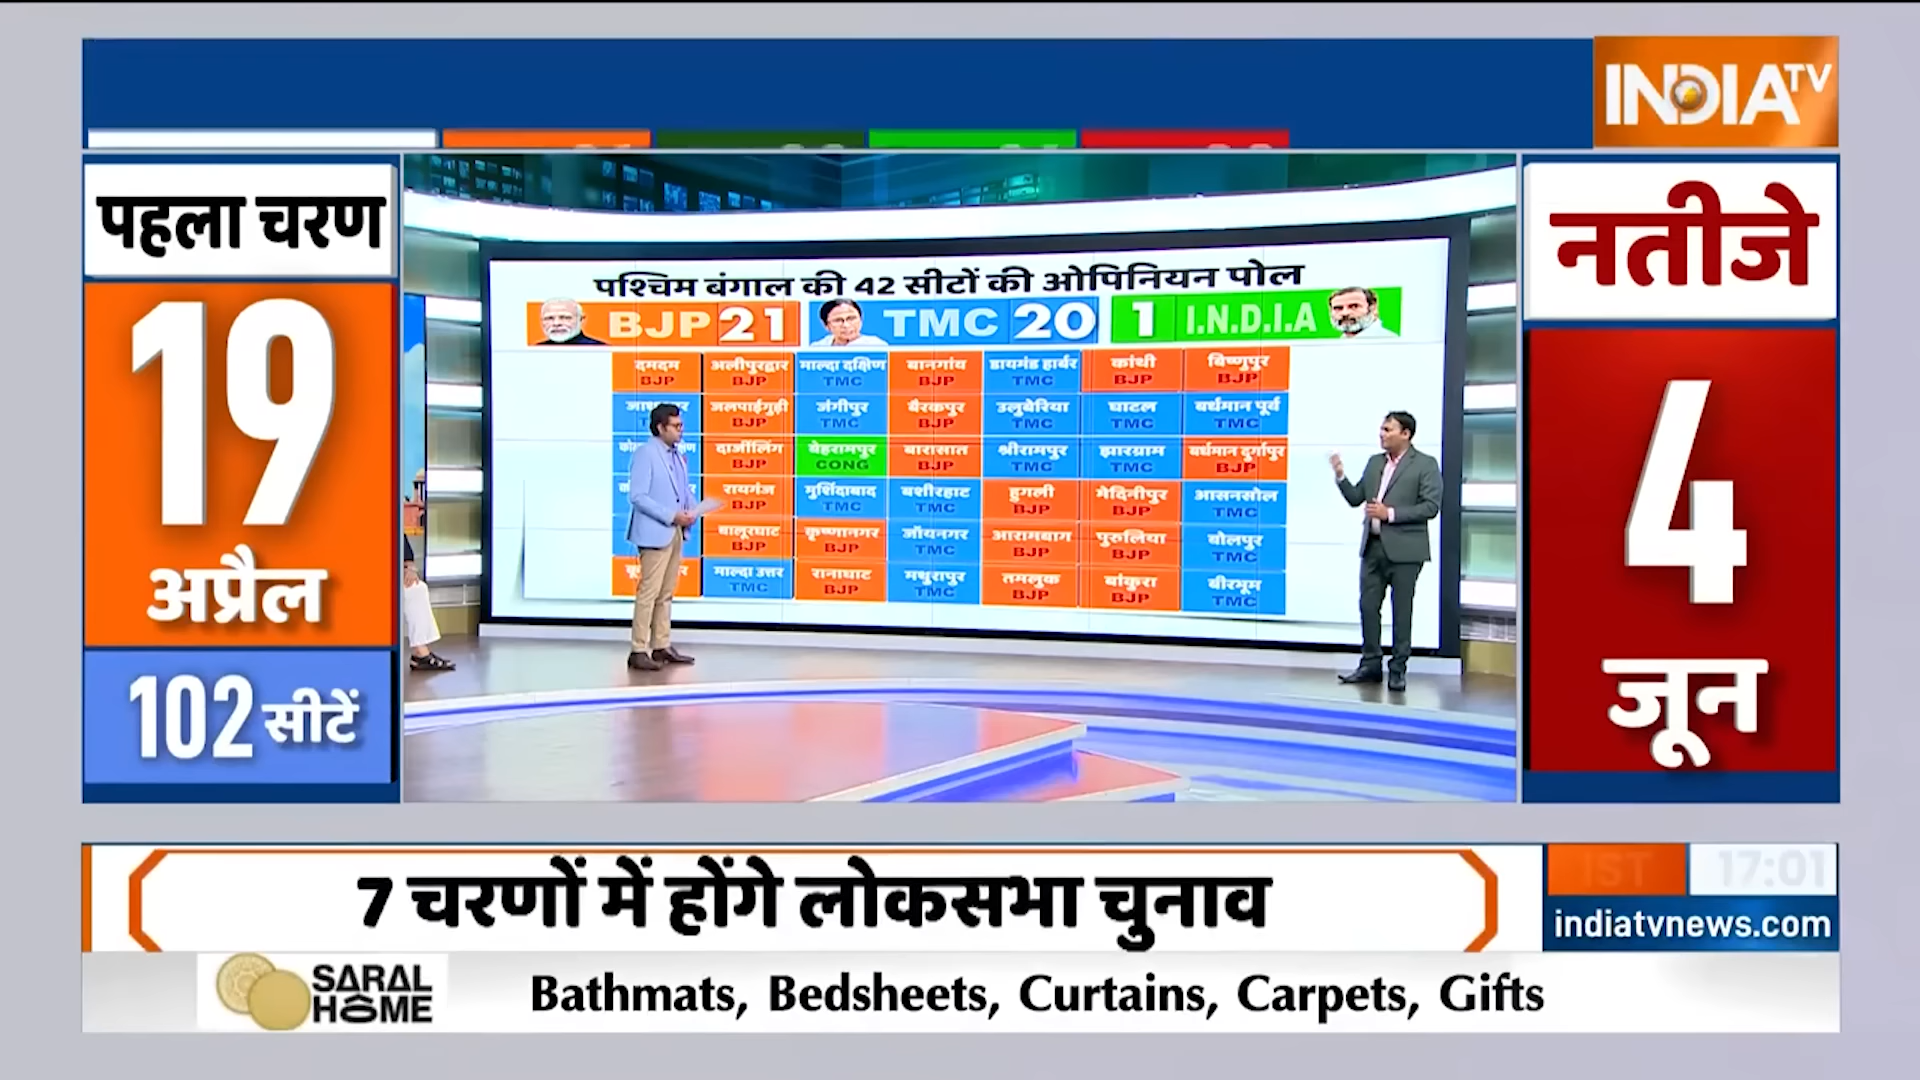 INDIA TV
पहला चरण
19
अप्रैल
102 सीटें
पश्चिम बंगाल की 42 सीटों की ओपिनियन पोल
BJP 21 TMC 20 1 I.N.D.I.A
दमदम अलीपुरद्वार माल्दा दक्षिण बानगांव डायमंड हार्बर कांथी बिष्णुपुर
BJP BJP TMC BJP TMC BJP BJP
जलपाईगुड़ी जंगीपुर बैरकपुर उलुबेरिया घाटल बर्धमान पूर्व
BJP TMC BJP TMC TMC TMC
दार्जीलिंग बेहरामपुर बारासात श्रीरामपुर झारग्राम बर्धमान दुर्गापुर
BJP CONG BJP TMC TMC BJP
रायगंज मुर्शिदाबाद बशीरहाट हुगली मेदिनीपुर आसनसोल
BJP TMC TMC BJP BJP TMC
बालूरघाट कृष्णानगर जॉयनगर आरामबाग पुरुलिया बोलपुर
BJP BJP TMC BJP BJP TMC
माल्दा उत्तर रानाघाट मथुरापुर तमलुक बांकुरा बीरभूम
TMC BJP TMC BJP BJP TMC
नतीजे
4
जून
7 चरणों में होंगे लोकसभा चुनाव
IST 17:01
indiatvnews.com
SARAL HOME
Bathmats, Bedsheets, Curtains, Carpets, Gifts